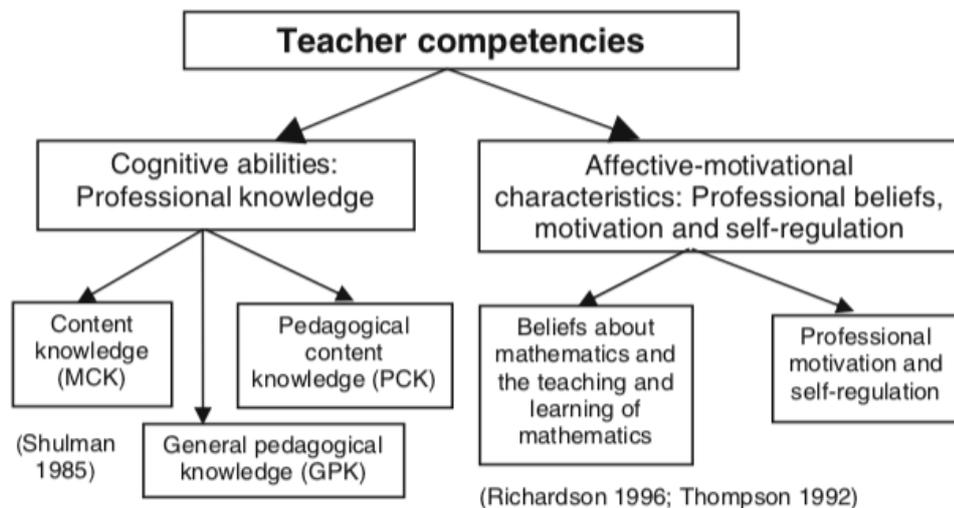 Teacher competencies
Cognitive abilities:
Professional knowledge
Affective-motivational
characteristics: Professional beliefs,
motivation and self-regulation
Content
knowledge
(MCK)
Pedagogical
content
knowledge (PCK)
Beliefs about
mathematics and
the teaching and
learning of
mathematics
Professional
motivation and
self-regulation
(Shulman
1985)
General pedagogical
knowledge (GPK)
(Richardson 1996; Thompson 1992)